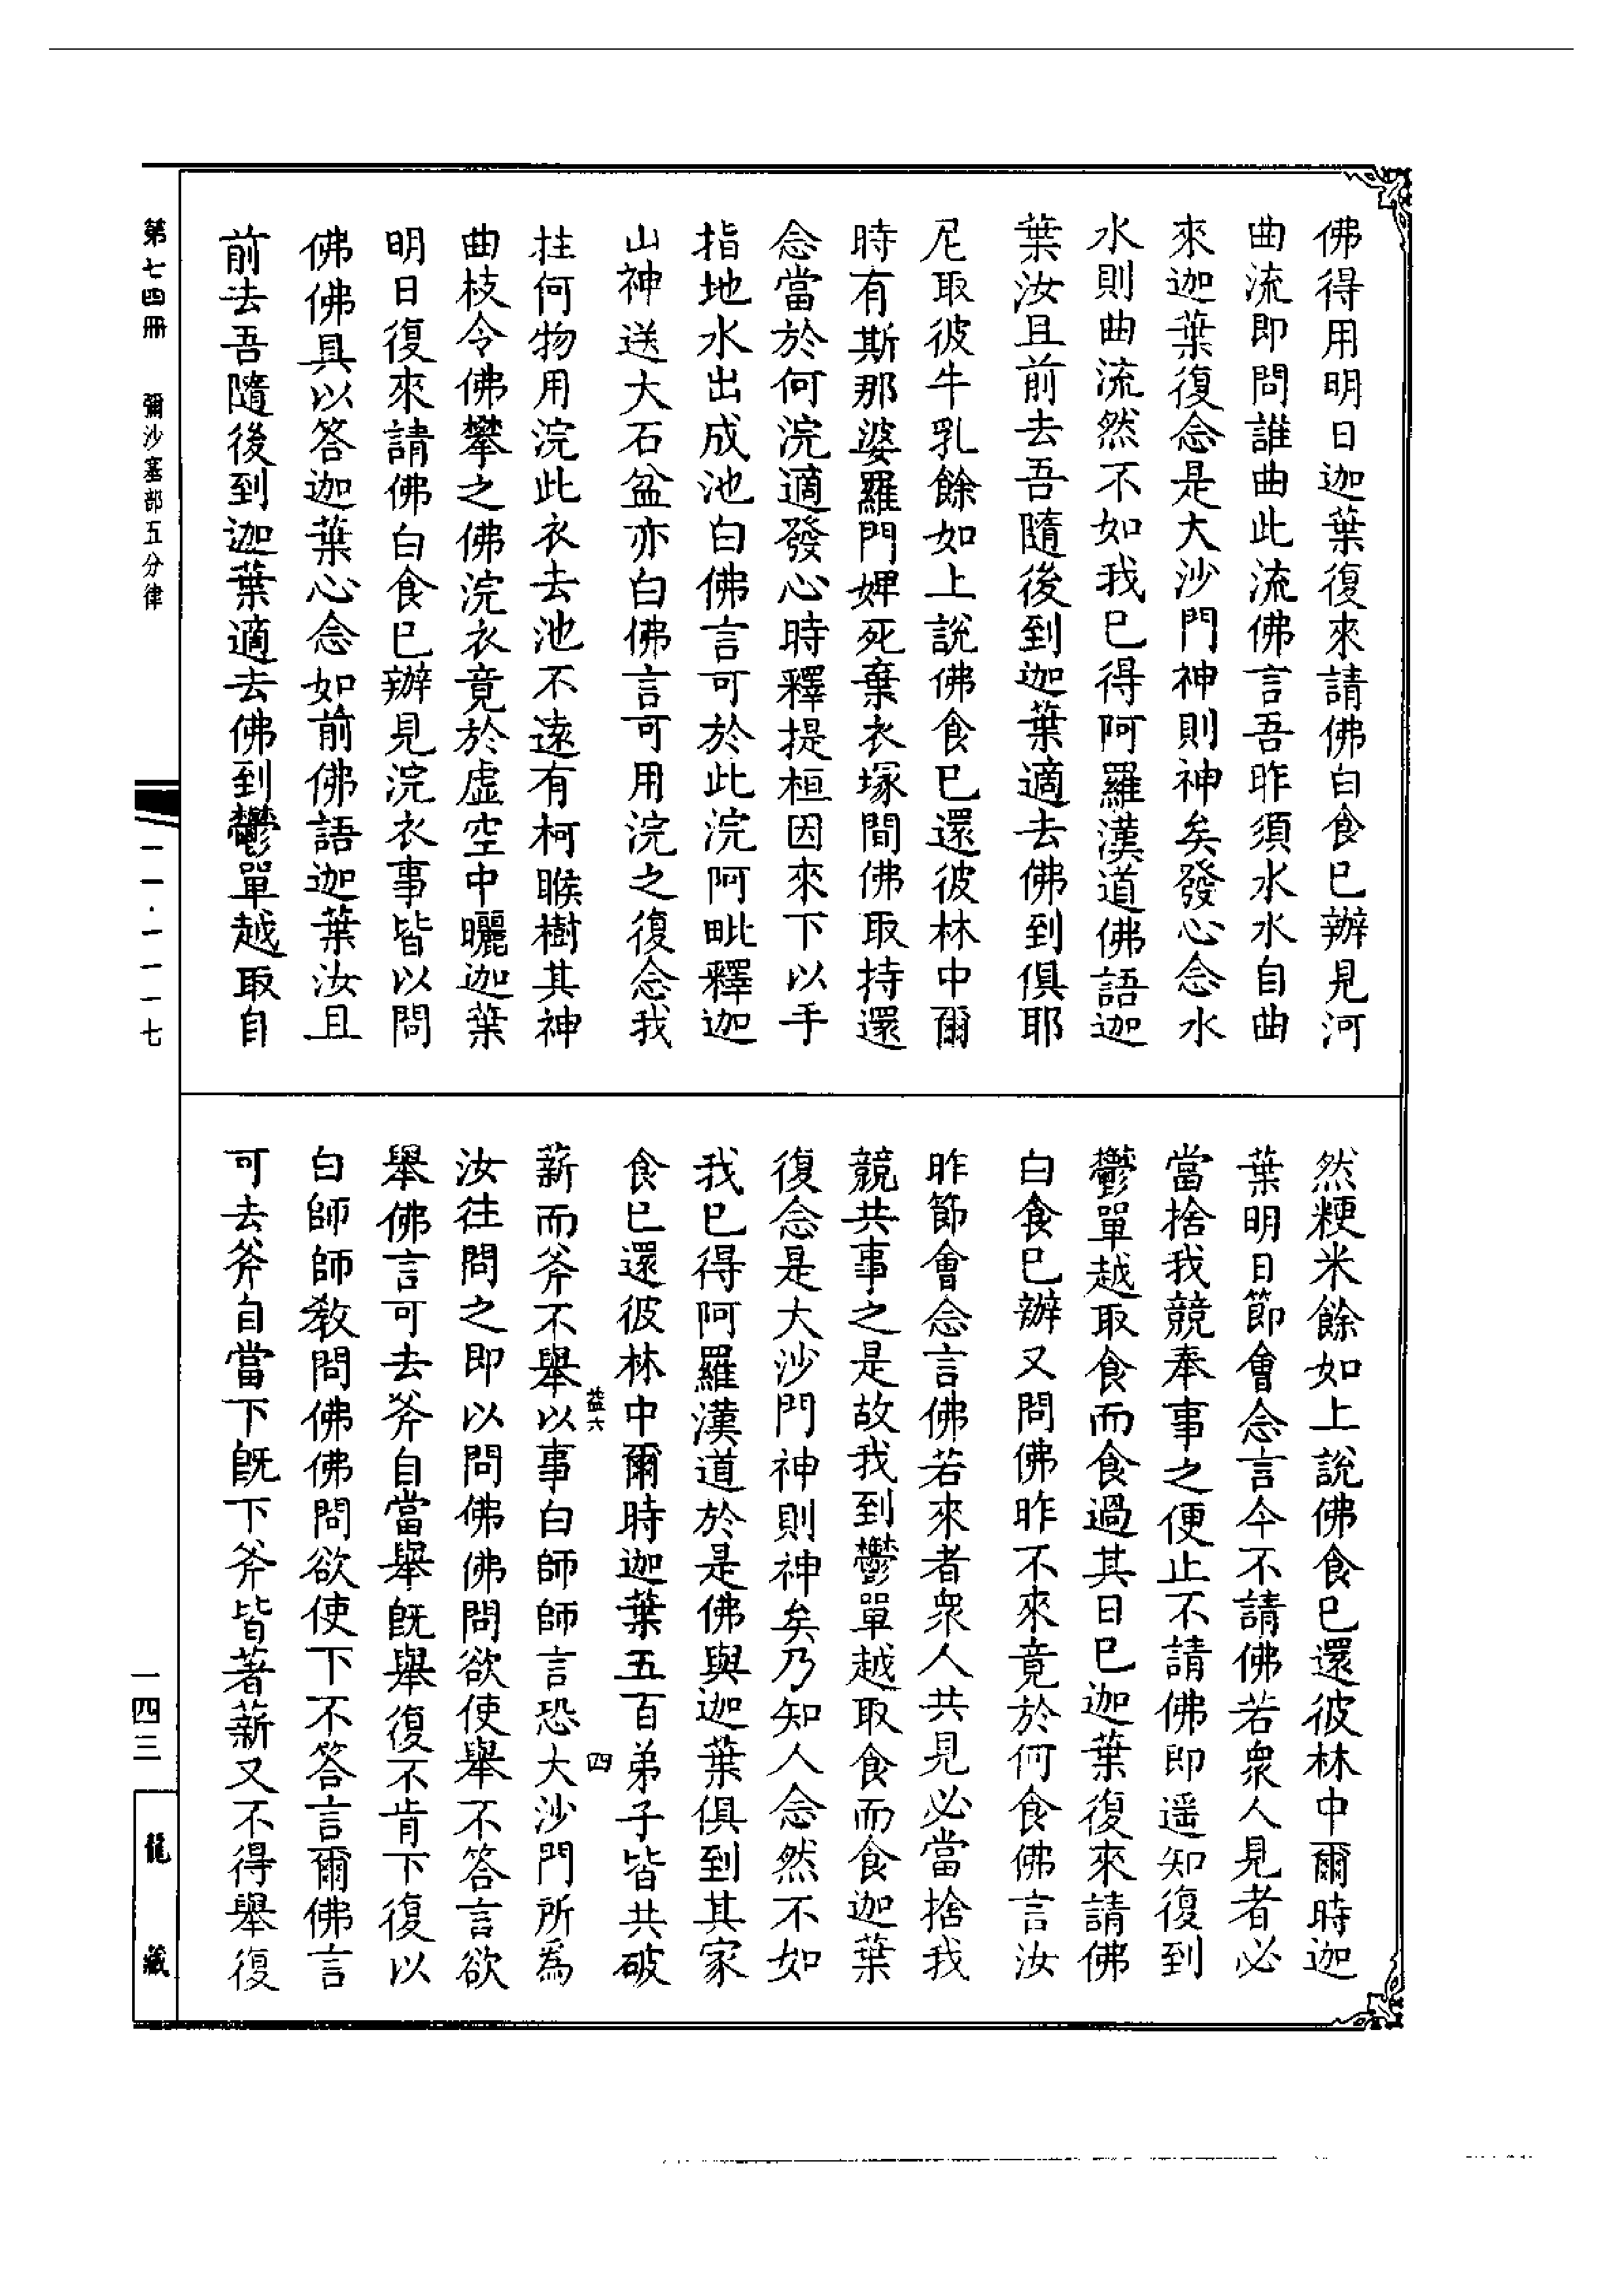 佛得用明日迦葉復來請佛白食已辦見河
曲流即問誰曲此流佛言吾昨須水水自曲
來迦葉復念是大沙門神則神矣發心念水
水則曲流然不如我已得阿羅漢道佛語迦
葉汝且前去吾隨後到迦葉適去佛到俱耶
尼取彼牛乳餘如上說佛食已還彼林中爾
時有斯那婆羅門婢死棄衣塚間佛取持還
念當於何浣適發心時釋提桓因來下以手
指地水出成池白佛言可於此浣阿毗釋迦
山神送大石盆亦白佛言可用浣之復念我
拄何物用浣此衣去池不遠有柯睺樹其神
曲枝令佛攀之佛浣衣竟於虛空中曬迦葉
明日復來請佛白食已辦見浣衣事皆以問
佛佛具以答迦葉心念如前佛語迦葉汝且
前去吾隨後到迦葉適去佛到鬱單越取自
然粳米餘如上說佛食已還彼林中爾時迦
葉明日節會念言今不請佛若衆人見者必
當捨我競奉事之便止不請佛即遥知復到
鬱單越取食而食過其日已迦葉復來請佛
白食已辦又問佛昨不來竟於何食佛言汝
昨節會念言佛若來者衆人共見必當捨我
競共事之是故我到鬱單越取食而食迦葉
復念是大沙門神則神矣乃知人念然不如
我已得阿羅漢道於是佛與迦葉俱到其家
食已還彼林中爾時迦葉五百弟子皆共破
益六
四
薪而斧不舉以事白師師言恐大沙門所為
汝往問之即以問佛佛問欲使舉不答言欲
舉佛言可去斧自當舉旣舉復不肯下復以
白師師敎問佛佛問欲使下不答言爾佛言
可去斧自當下旣下斧皆著薪又不得舉復
第七四冊
彌沙塞部五分律
一一·一一一七
一四三
龍藏